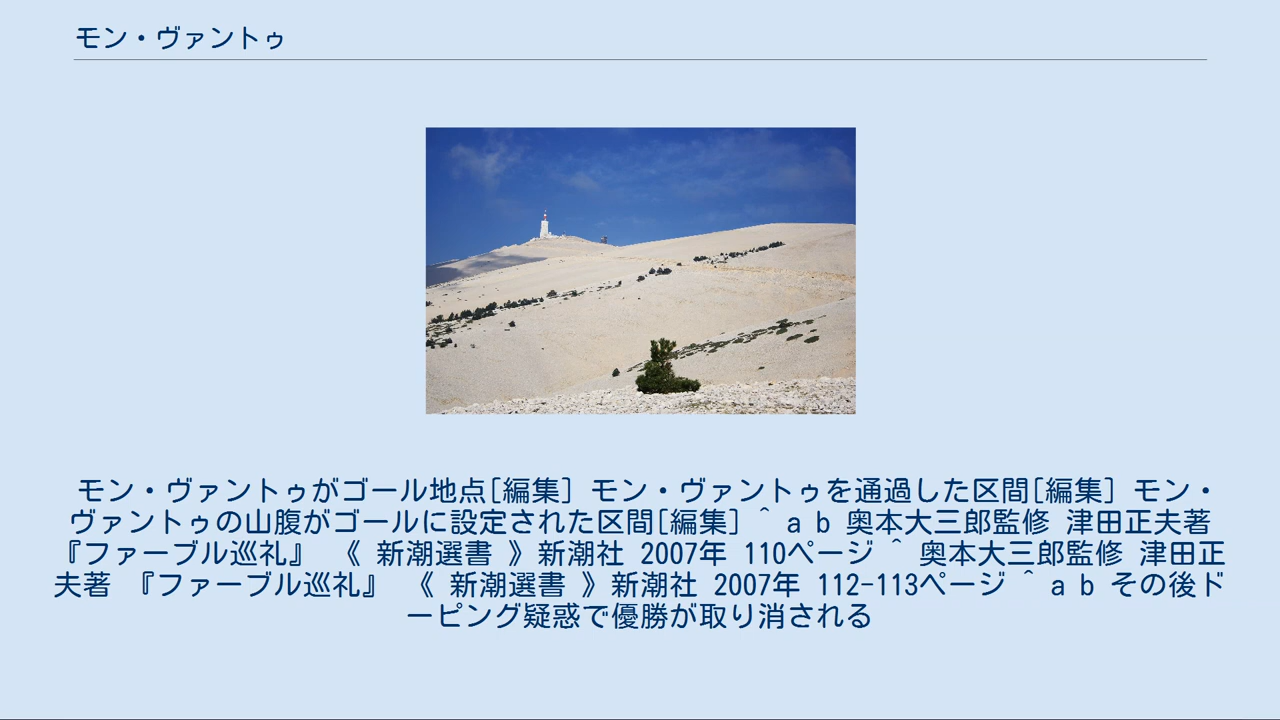 モン・ヴァントゥ
モン・ヴァントゥがゴール地点[編集] モン・ヴァントゥを通過した区間[編集] モン・
ヴァントゥの山腹がゴールに設定された区間[編集] ^ a b 奥本大三郎監修 津田正夫著
『ファーブル巡礼』 《 新潮選書 》新潮社 2007年 110ページ ^ 奥本大三郎監修 津田正
夫著 『ファーブル巡礼』 《 新潮選書 》新潮社 2007年 112-113ページ ^ a b その後ド
ーピング疑惑で優勝が取り消される